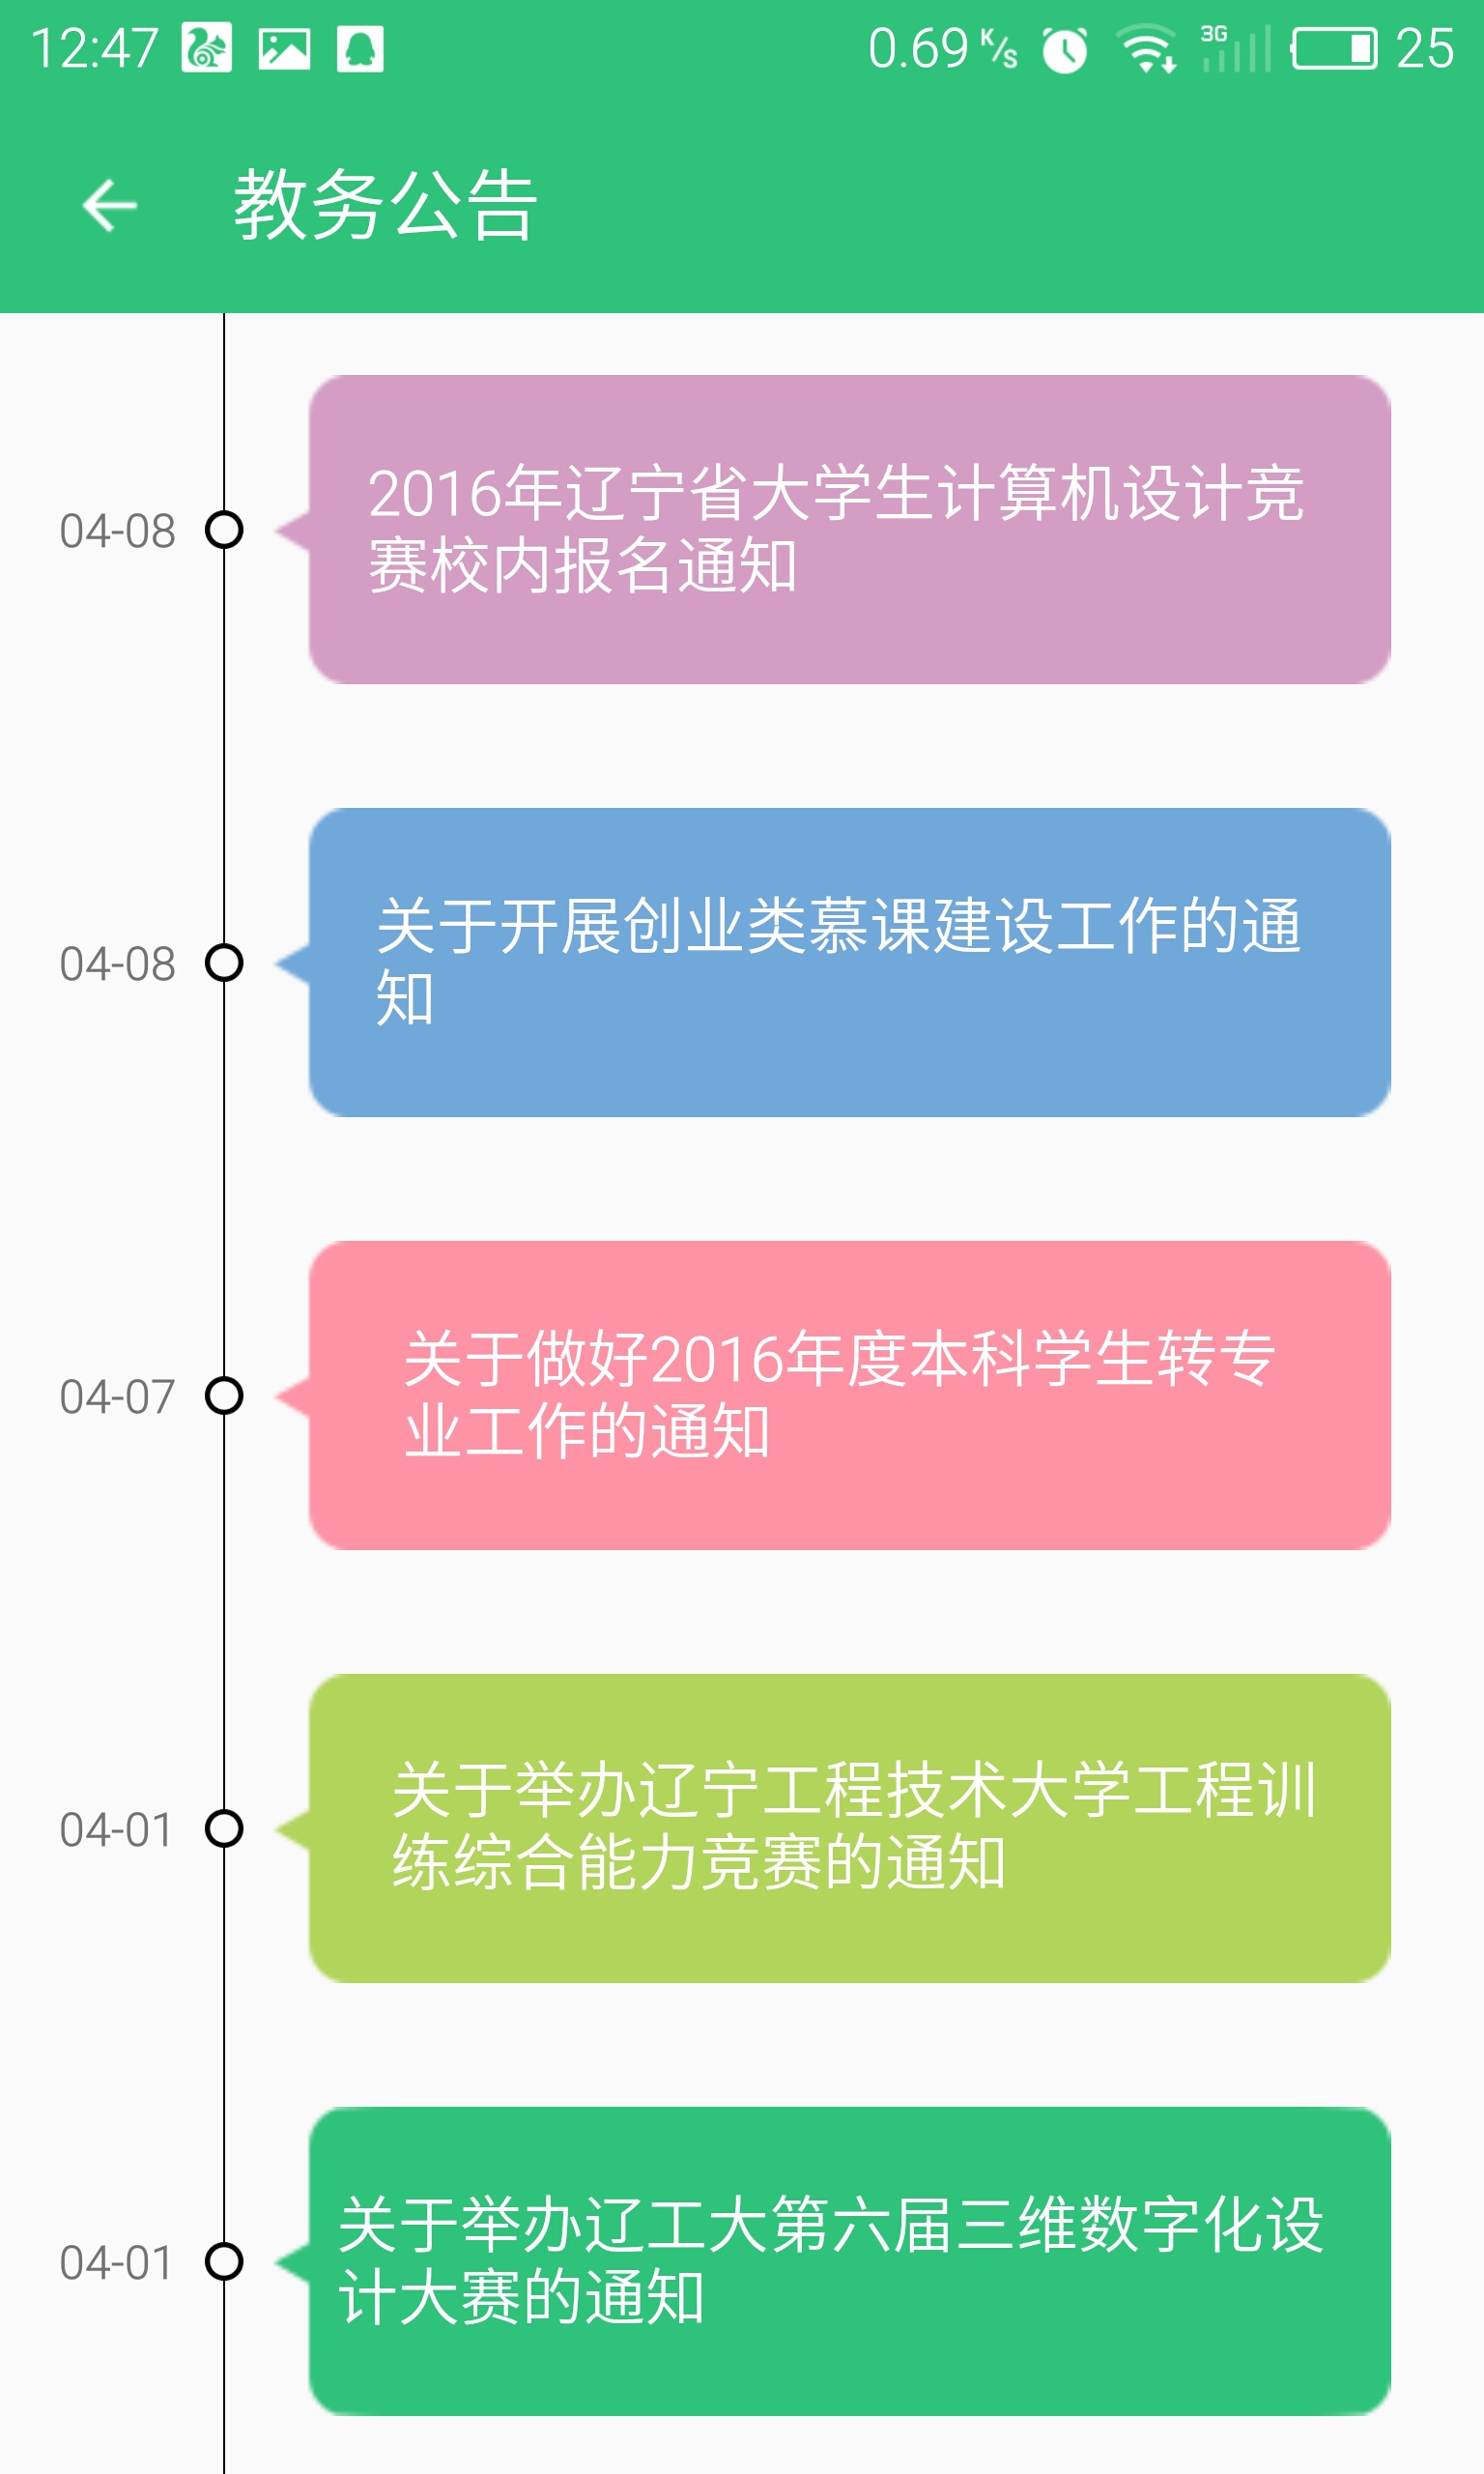 12:47 0.69 K/s 3G 25
教务公告
2016年辽宁省大学生计算机设计竞
04-08
赛校内报名通知
关于开展创业类慕课建设工作的通
04-08
知
关于做好2016年度本科学生转专
04-07
业工作的通知
关于举办辽宁工程技术大学工程训
04-01
练综合能力竞赛的通知
关于举办辽工大第六届三维数字化设
04-01
计大赛的通知